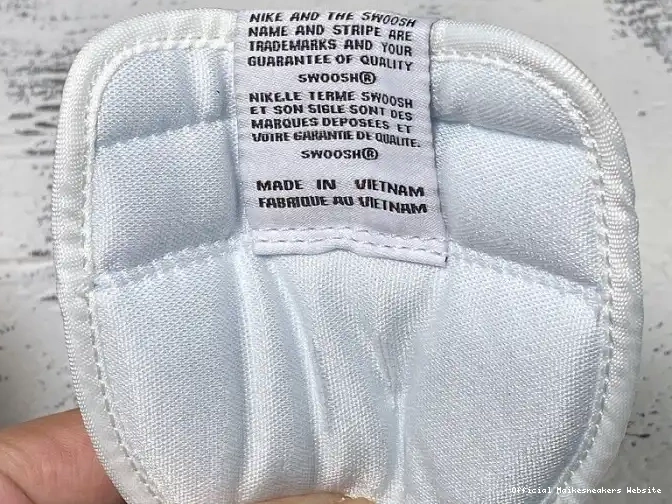 NIKE AND THE SWOOSH
NAME AND STRIPE ARE
TRADEMARKS AND YOUR
GUARANTEE OF QUALITY
SWOOSH®
NIKE.LE TERME SWOOSH
ET SON SIGLE SONT DES
MARQUES DEPOSEES ET
VOTRE GARANTIE DE QUALITE.
SWOOSH®
MADE IN VIETNAM
FABRIQUE AU VIETNAM
Official Maikesneakers Website